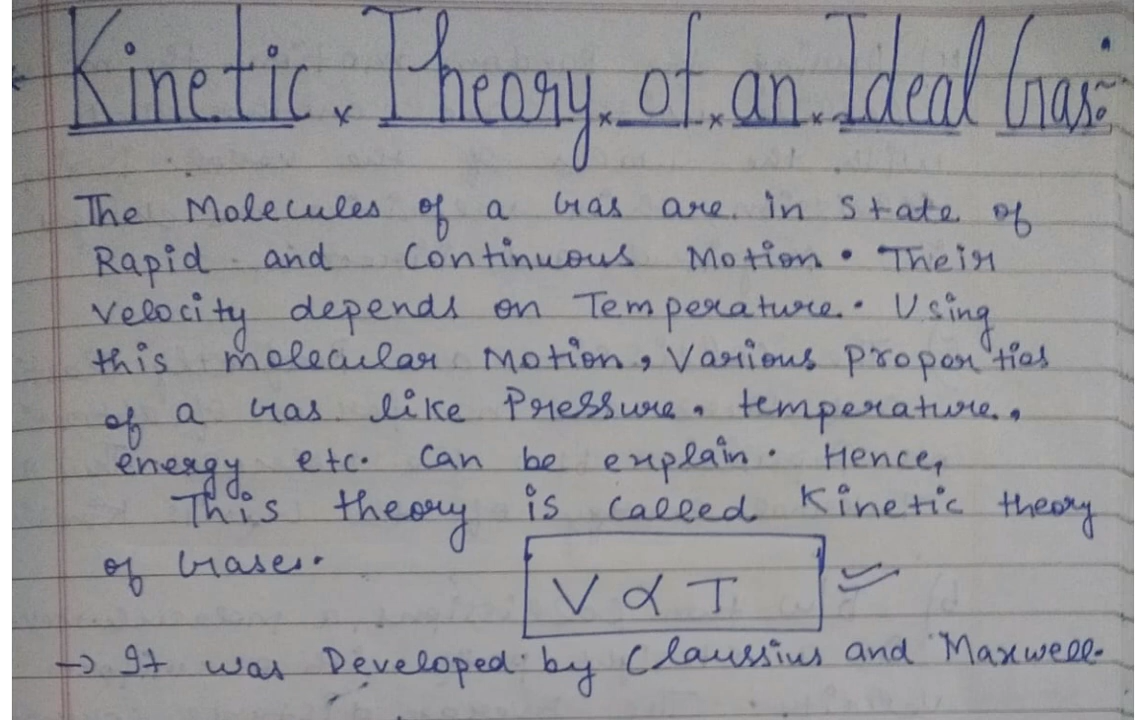 Kinetic Theory of an Ideal Gas:
The Molecules of a Gas are in State of
Rapid and Continuous Motion. Their
Velocity depends on Temperature. Using
this molecular Motion, Various properties
of a Gas like Pressure, temperature,
energy etc. Can be explain. Hence,
This theory is called Kinetic theory
of Gases.
V ∝ T
→ It was Developed by Claussius and Maxwell.